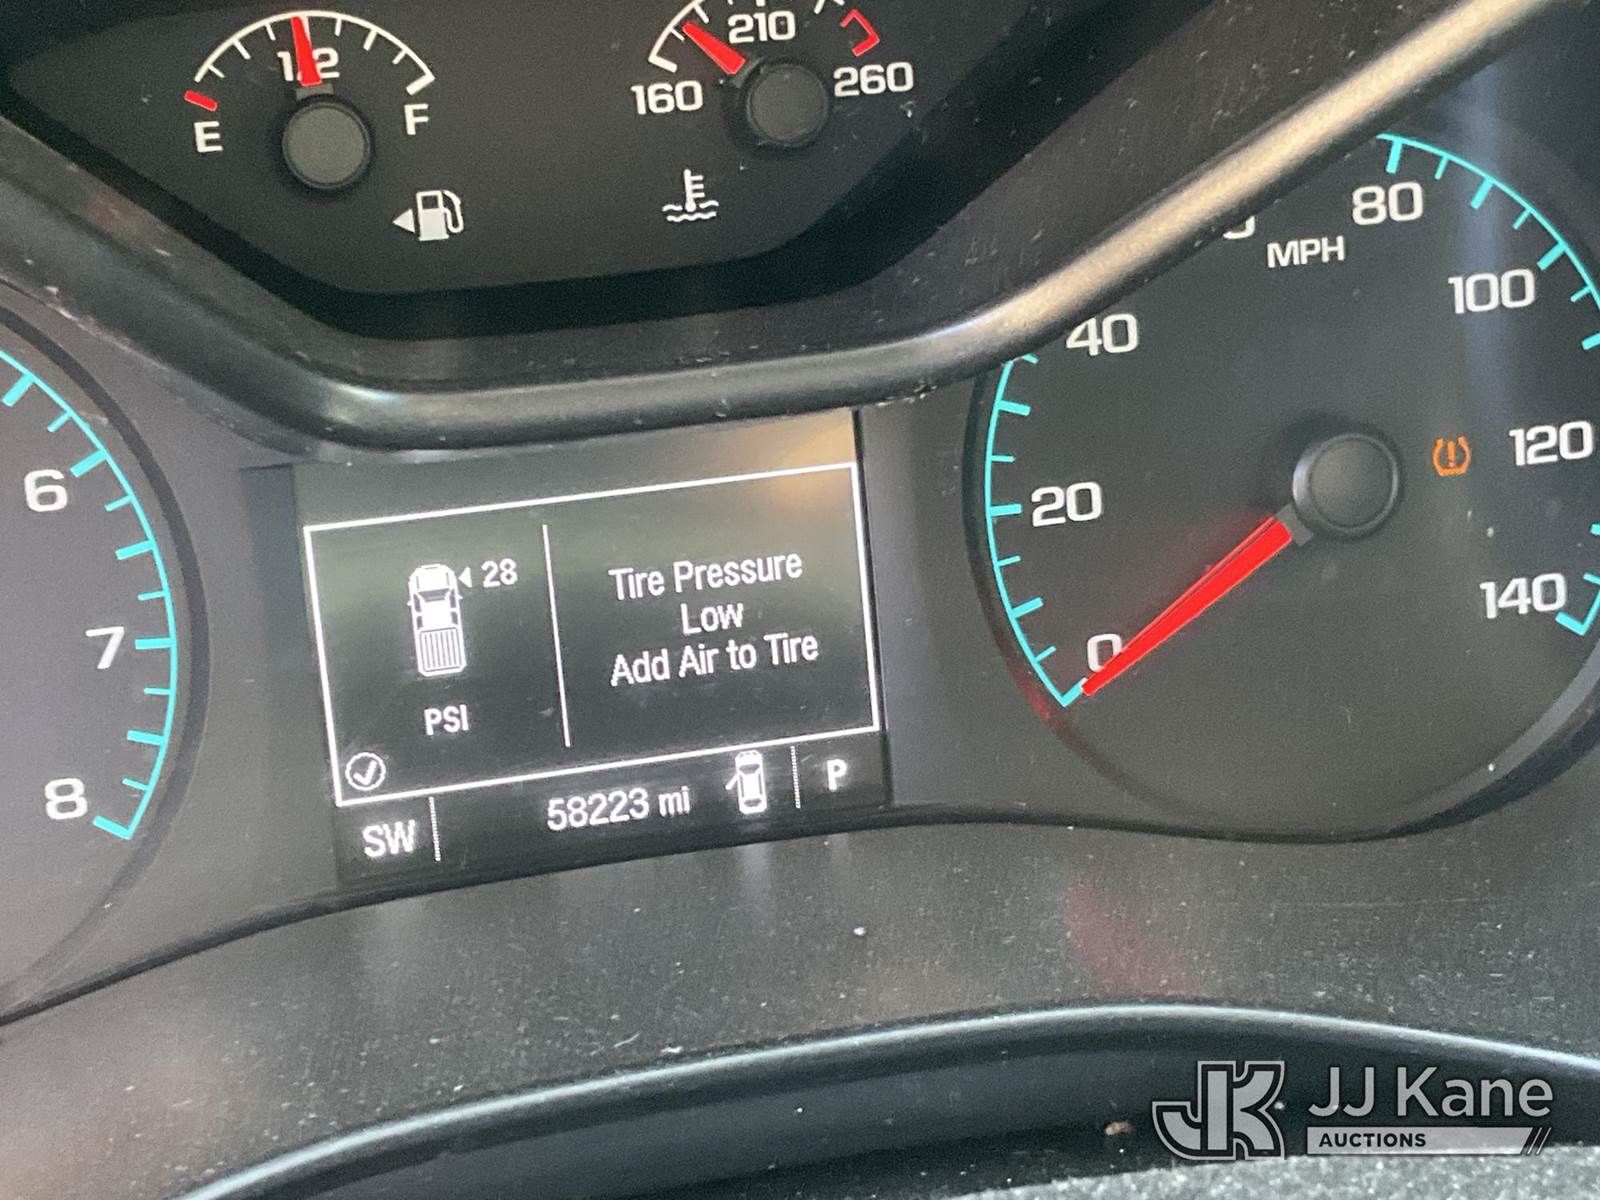 1/2
E
F
160
210
260
80
MPH
100
40
120
20
140
0
6
7
8
28
PSI
Tire Pressure
Low
Add Air to Tire
SW
58223 mi
P
JJ Kane
AUCTIONS
JK